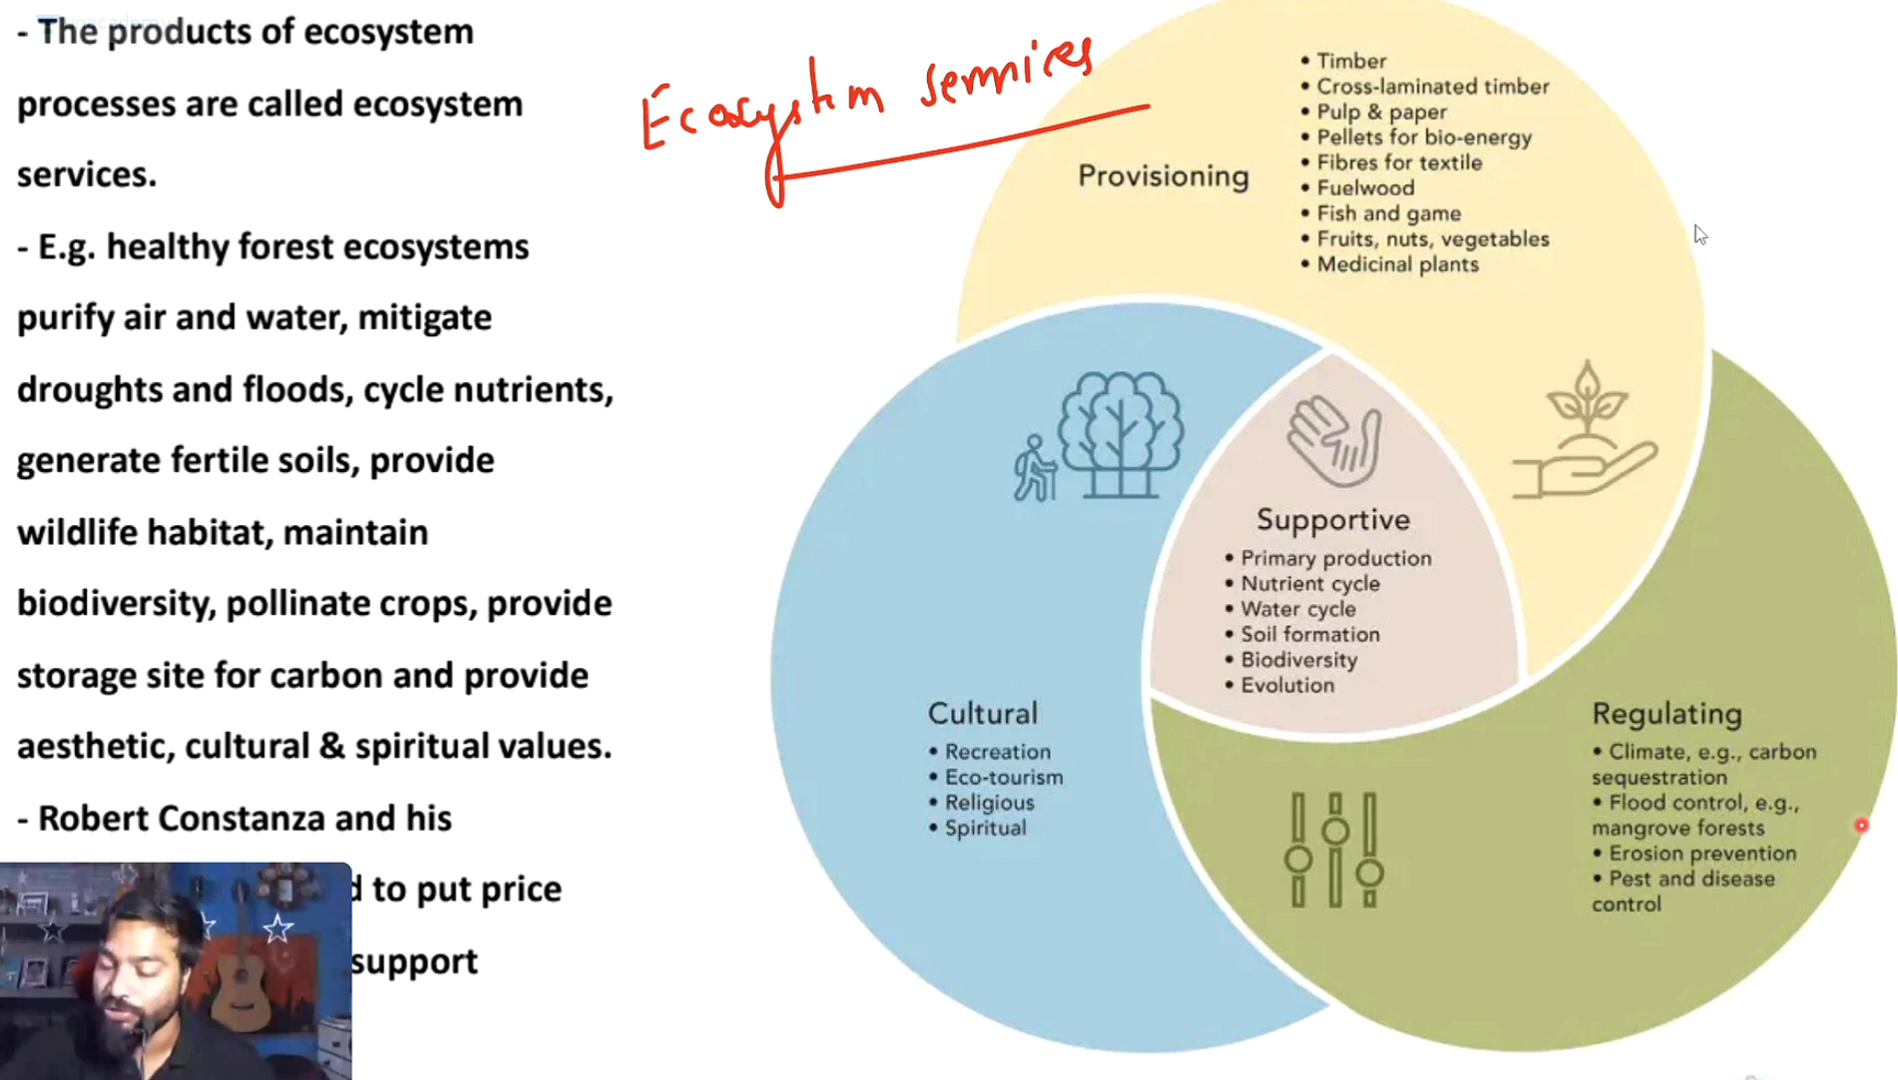 - The products of ecosystem
processes are called ecosystem
services.
- E.g. healthy forest ecosystems
purify air and water, mitigate
droughts and floods, cycle nutrients,
generate fertile soils, provide
wildlife habitat, maintain
biodiversity, pollinate crops, provide
storage site for carbon and provide
aesthetic, cultural & spiritual values.
- Robert Constanza and his
to put price
support
Ecosystem services
Provisioning
• Timber
• Cross-laminated timber
• Pulp & paper
• Pellets for bio-energy
• Fibres for textile
• Fuelwood
• Fish and game
• Fruits, nuts, vegetables
• Medicinal plants
Supportive
• Primary production
• Nutrient cycle
• Water cycle
• Soil formation
• Biodiversity
• Evolution
Cultural
• Recreation
• Eco-tourism
• Religious
• Spiritual
Regulating
• Climate, e.g., carbon
sequestration
• Flood control, e.g.,
mangrove forests
• Erosion prevention
• Pest and disease
control